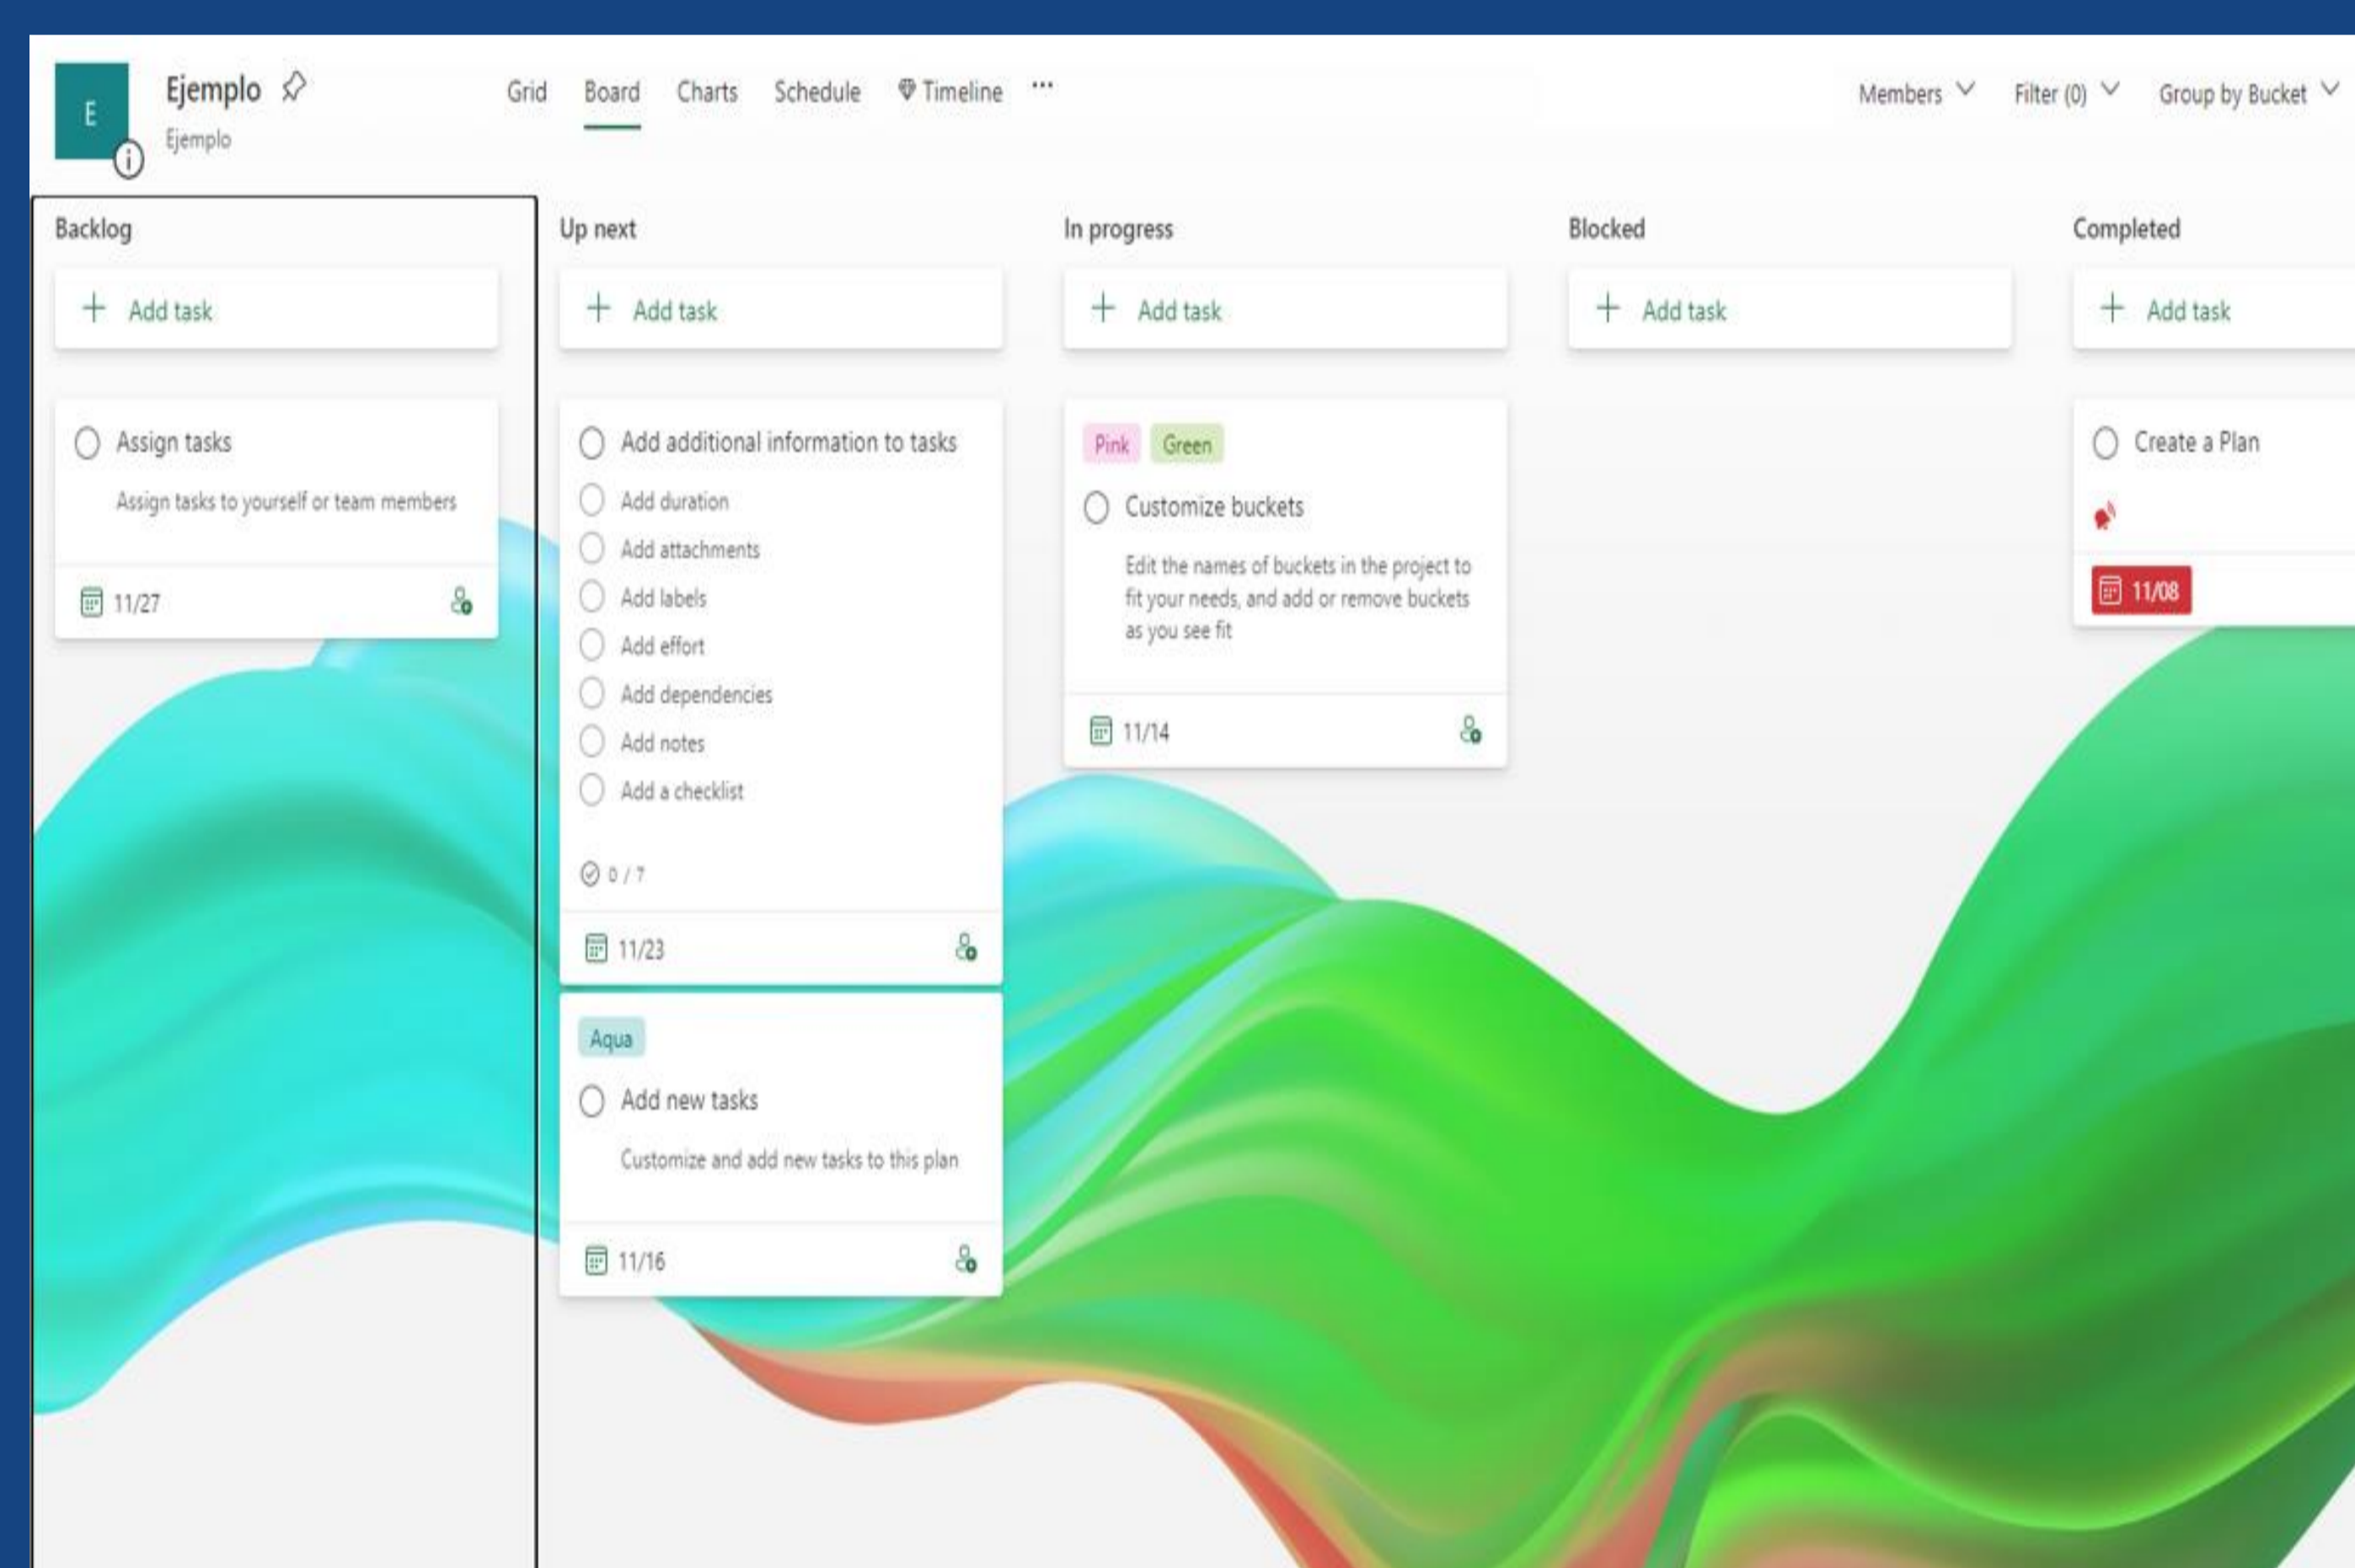 E
Ejemplo
Ejemplo
Grid Board Charts Schedule Timeline ...
Members Filter (0) Group by Bucket
Backlog
Add task
Assign tasks
Assign tasks to yourself or team members
11/27
Up next
Add task
Add additional information to tasks
Add duration
Add attachments
Add labels
Add effort
Add dependencies
Add notes
Add a checklist
0 / 7
11/23
Aqua
Add new tasks
Customize and add new tasks to this plan
11/16
In progress
Add task
Pink Green
Customize buckets
Edit the names of buckets in the project to
fit your needs, and add or remove buckets
as you see fit
11/14
Blocked
Add task
Completed
Add task
Create a Plan
11/08